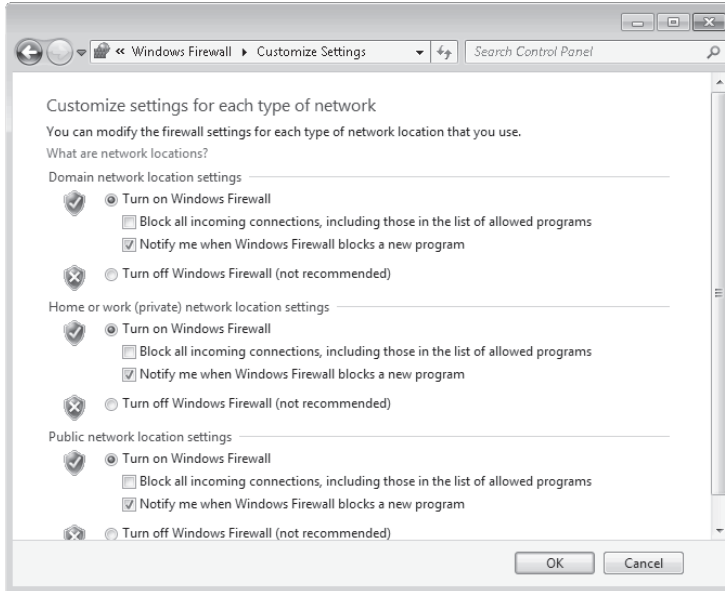 « Windows Firewall ▸ Customize Settings
Search Control Panel
Customize settings for each type of network
You can modify the firewall settings for each type of network location that you use.
What are network locations?
Domain network location settings
Turn on Windows Firewall
Block all incoming connections, including those in the list of allowed programs
Notify me when Windows Firewall blocks a new program
Turn off Windows Firewall (not recommended)
Home or work (private) network location settings
Turn on Windows Firewall
Block all incoming connections, including those in the list of allowed programs
Notify me when Windows Firewall blocks a new program
Turn off Windows Firewall (not recommended)
Public network location settings
Turn on Windows Firewall
Block all incoming connections, including those in the list of allowed programs
Notify me when Windows Firewall blocks a new program
Turn off Windows Firewall (not recommended)
OK Cancel